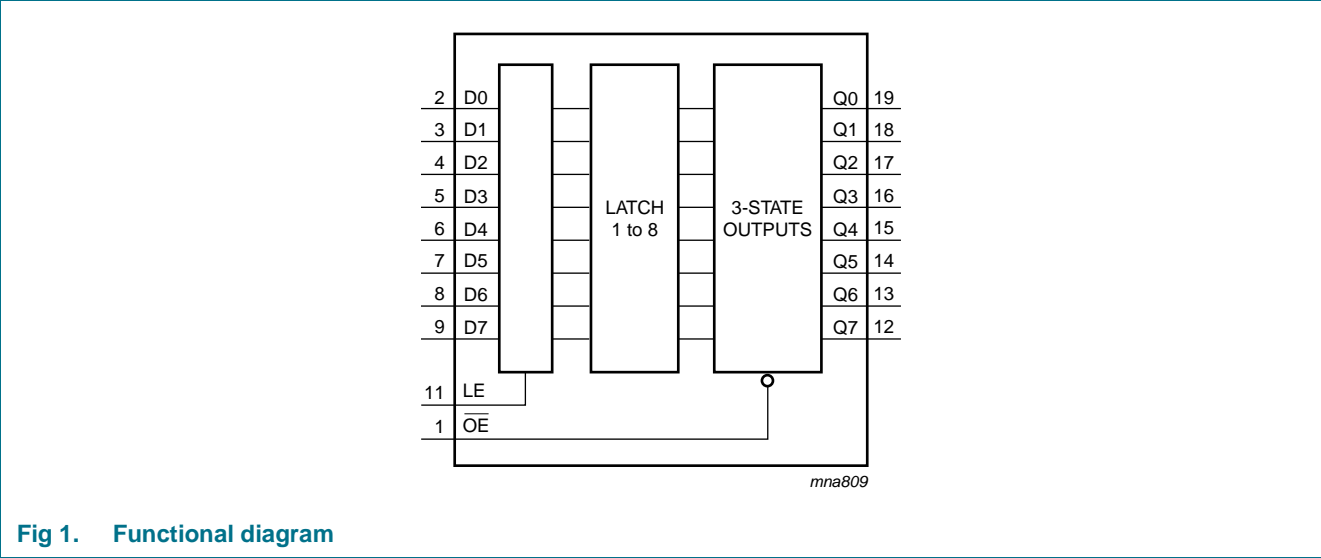 2 D0 Q0 19
3 D1 Q1 18
4 D2 Q2 17
5 D3 Q3 16
LATCH 3-STATE
6 D4 Q4 15
1 to 8 OUTPUTS
7 D5 Q5 14
8 D6 Q6 13
9 D7 Q7 12
11 LE
1 O̅E̅
mna809
Fig 1. Functional diagram